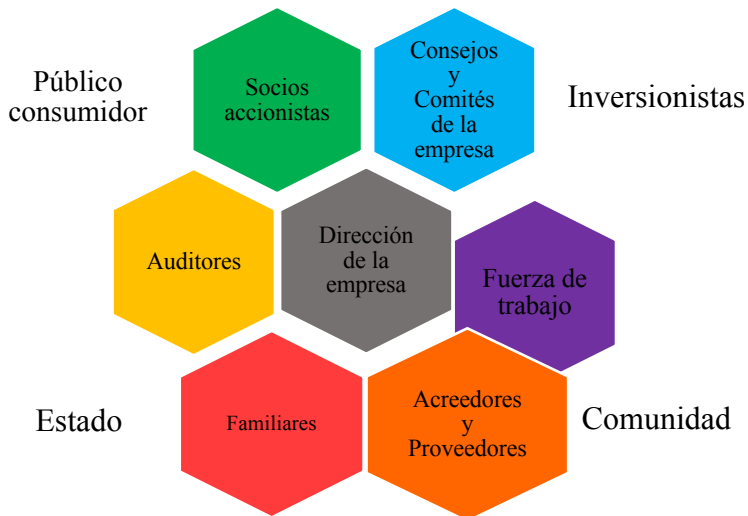 Público
consumidor
Socios
accionistas
Consejos
y
Comités
de la
empresa
Inversionistas
Auditores
Dirección
de la
empresa
Fuerza de
trabajo
Estado
Familiares
Acreedores
y
Proveedores
Comunidad